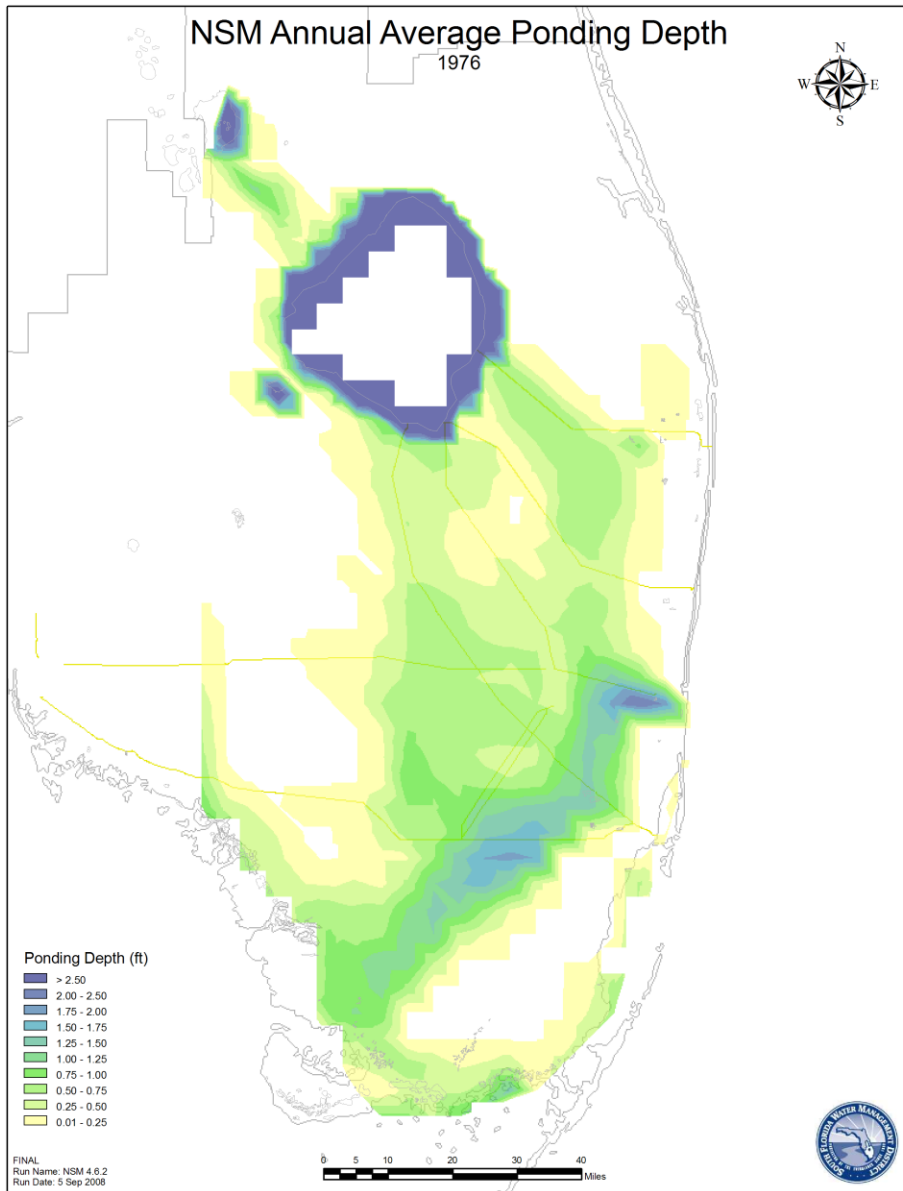 NSM Annual Average Ponding Depth
1976
N
W
E
S
Ponding Depth (ft)
> 2.50
2.00 - 2.50
1.75 - 2.00
1.50 - 1.75
1.25 - 1.50
1.00 - 1.25
0.75 - 1.00
0.50 - 0.75
0.25 - 0.50
0.01 - 0.25
FINAL
Run Name: NSM 4.6.2
Run Date: 5 Sep 2008
0 5 10 20 30 40
Miles
SOUTH FLORIDA WATER MANAGEMENT DISTRICT